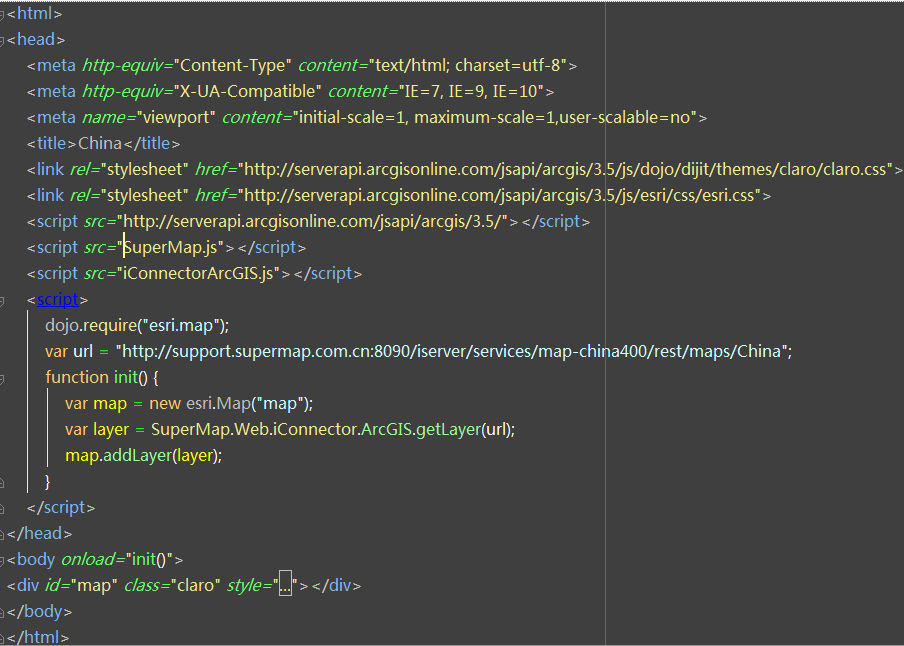 <html>
<head>
<meta http-equiv="Content-Type" content="text/html; charset=utf-8">
<meta http-equiv="X-UA-Compatible" content="IE=7, IE=9, IE=10">
<meta name="viewport" content="initial-scale=1, maximum-scale=1,user-scalable=no">
<title>China</title>
<link rel="stylesheet" href="http://serverapi.arcgisonline.com/jsapi/arcgis/3.5/js/dojo/dijit/themes/claro/claro.css">
<link rel="stylesheet" href="http://serverapi.arcgisonline.com/jsapi/arcgis/3.5/js/esri/css/esri.css">
<script src="http://serverapi.arcgisonline.com/jsapi/arcgis/3.5/"></script>
<script src="SuperMap.js"></script>
<script src="iConnectorArcGIS.js"></script>
<script>
dojo.require("esri.map");
var url = "http://support.supermap.com.cn:8090/iserver/services/map-china400/rest/maps/China";
function init() {
var map = new esri.Map("map");
var layer = SuperMap.Web.iConnector.ArcGIS.getLayer(url);
map.addLayer(layer);
}
</script>
</head>
<body onload="init()">
<div id="map" class="claro" style="..."></div>
</body>
</html>